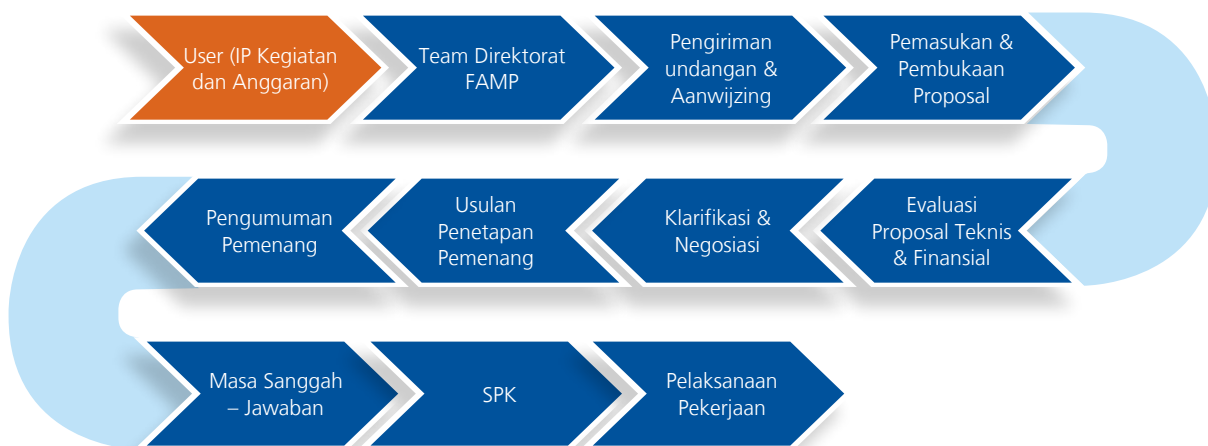 User (IP Kegiatan
dan Anggaran)
Team Direktorat
FAMP
Pengiriman
undangan &
Aanwijzing
Pemasukan &
Pembukaan
Proposal
Evaluasi
Proposal Teknis
& Finansial
Klarifikasi &
Negosiasi
Usulan
Penetapan
Pemenang
Pengumuman
Pemenang
Masa Sanggah
– Jawaban
SPK
Pelaksanaan
Pekerjaan